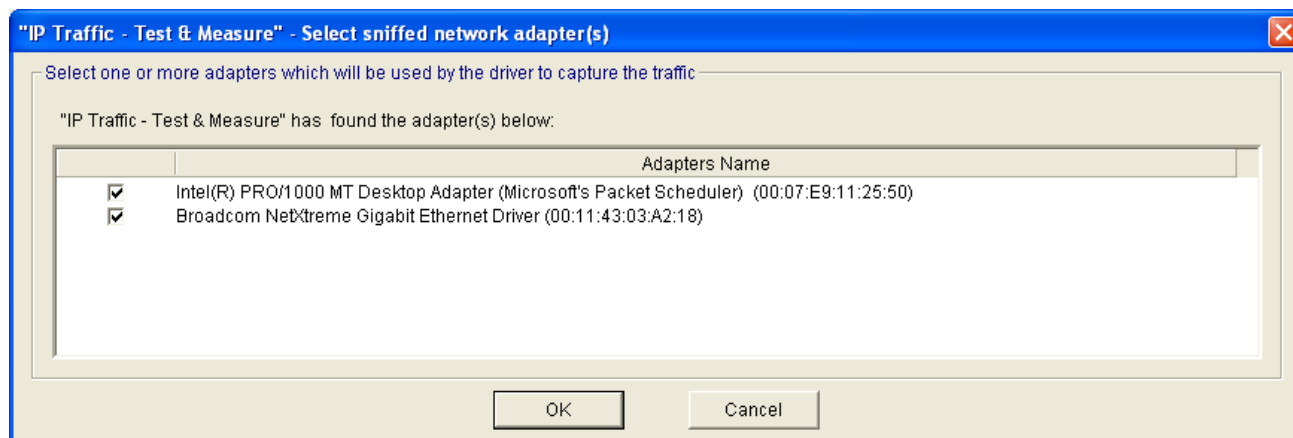 "IP Traffic - Test & Measure" - Select sniffed network adapter(s)
Select one or more adapters which will be used by the driver to capture the traffic
"IP Traffic - Test & Measure" has found the adapter(s) below:
Adapters Name
Intel(R) PRO/1000 MT Desktop Adapter (Microsoft's Packet Scheduler) (00:07:E9:11:25:50)
Broadcom NetXtreme Gigabit Ethernet Driver (00:11:43:03:A2:18)
OK Cancel